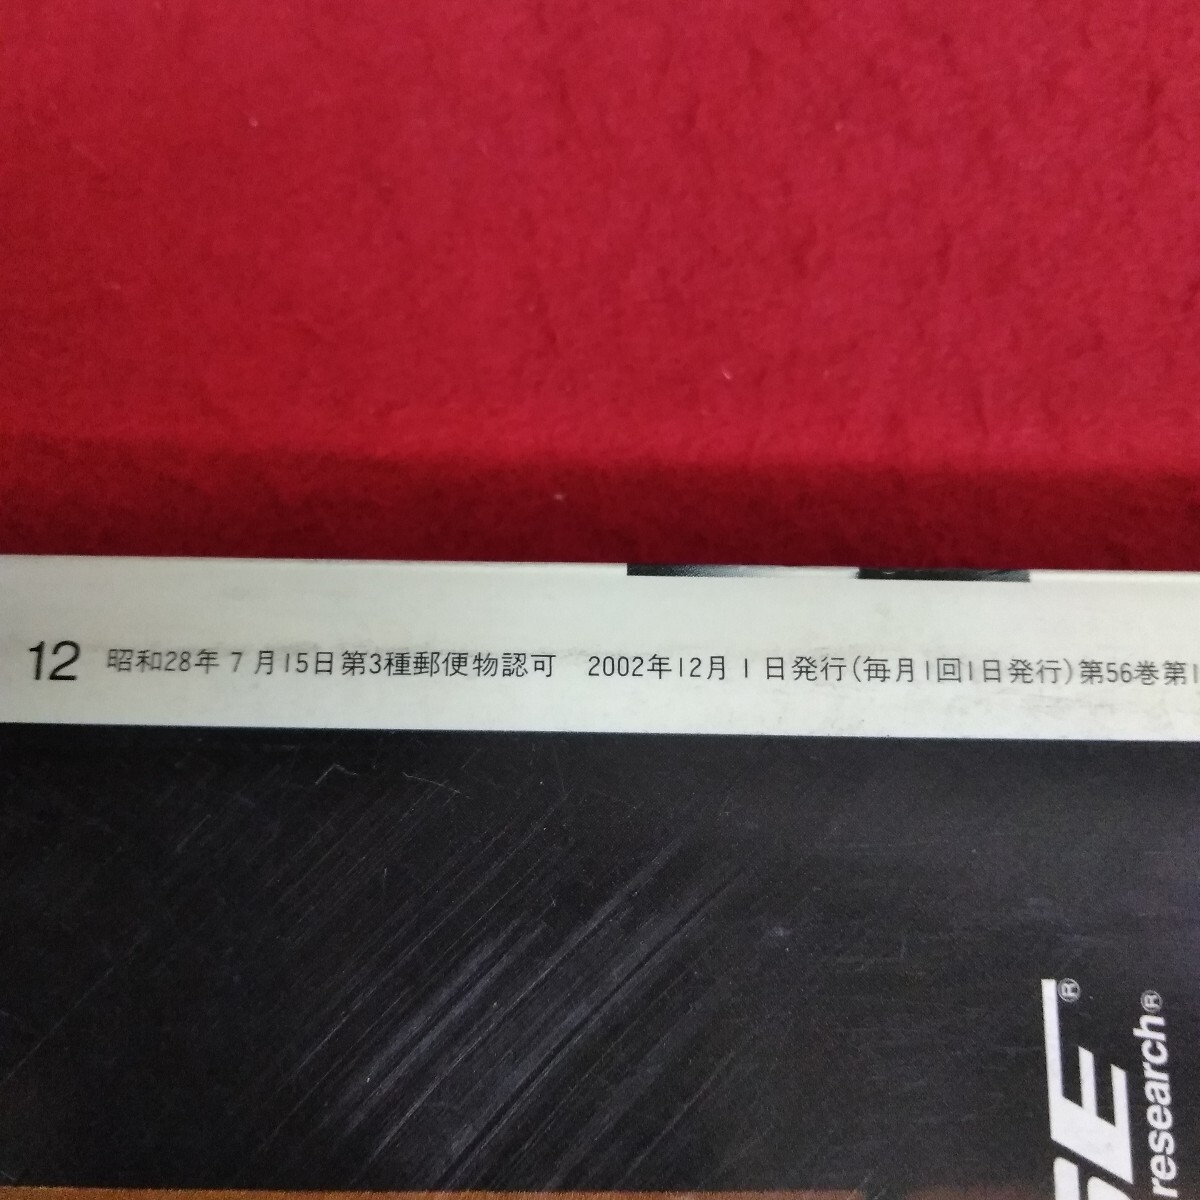 12 昭和28年7月15日第3種郵便物認可 2002年12月1日発行(毎月1回1日発行)第56巻第1
research®